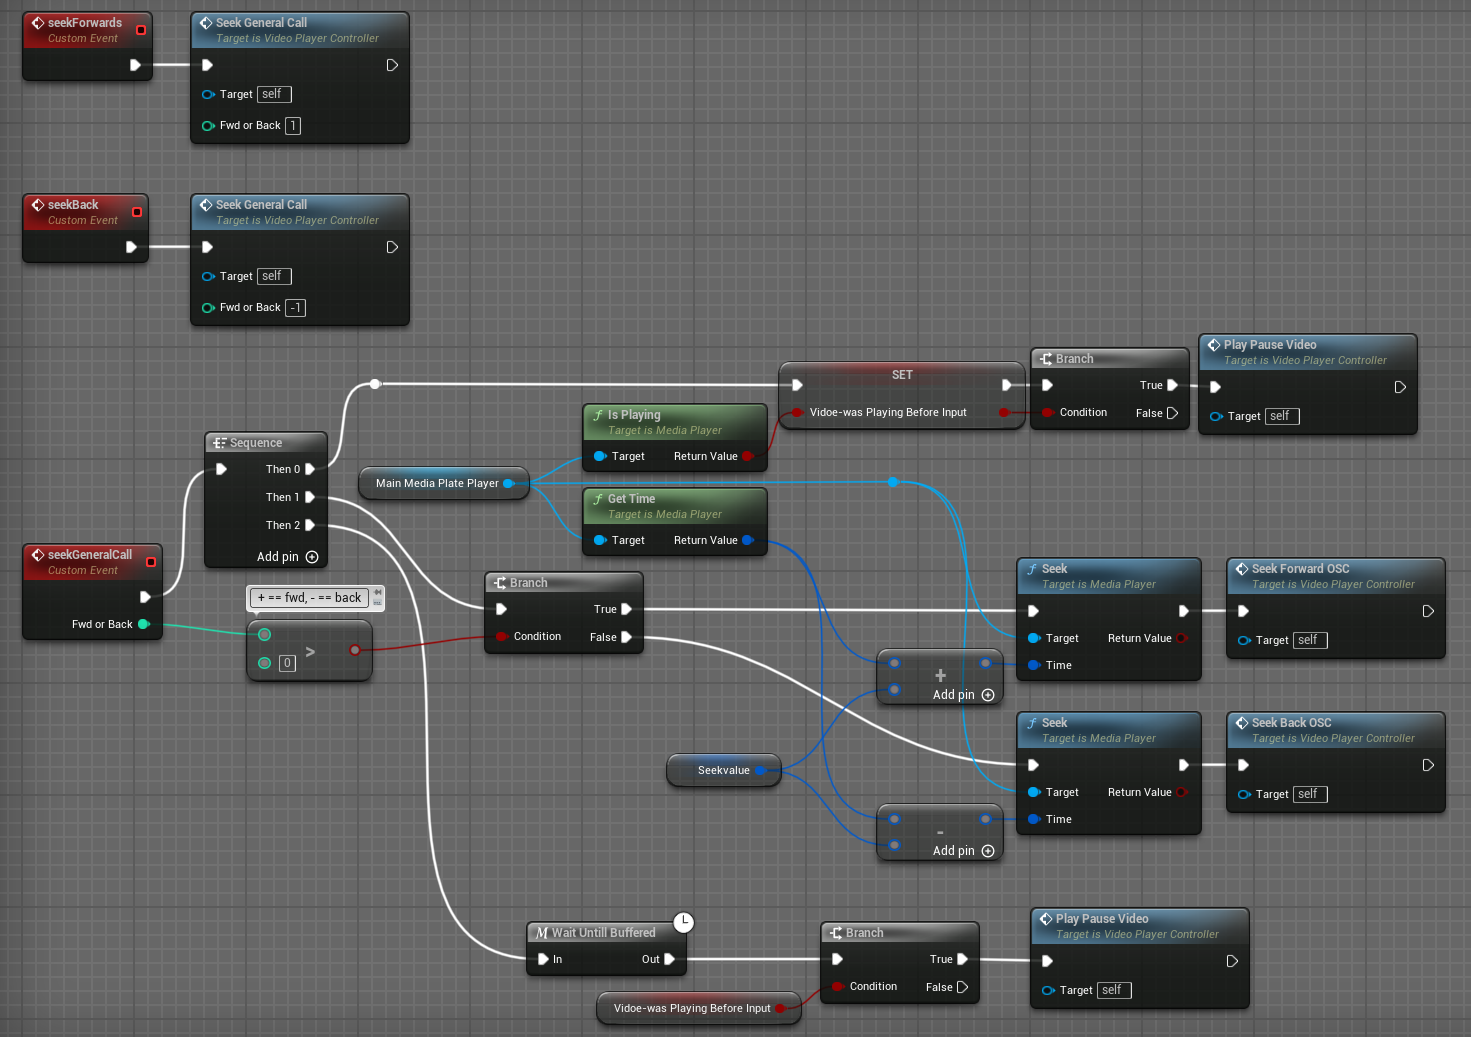 seekForwards
Custom Event
Seek General Call
Target is Video Player Controller
Target self
Fwd or Back 1
seekBack
Custom Event
Seek General Call
Target is Video Player Controller
Target self
Fwd or Back -1
SET
Vidoe-was Playing Before Input
Branch
True
Condition False
Play Pause Video
Target is Video Player Controller
Target self
Is Playing
Target is Media Player
Target Return Value
Sequence
Then 0
Then 1
Then 2
Add pin
Main Media Plate Player
Get Time
Target is Media Player
Target Return Value
seekGeneralCall
Custom Event
Fwd or Back
+ == fwd, - == back
0 >
Branch
True
Condition False
Seek
Target is Media Player
Target Return Value
Time
Seek Forward OSC
Target is Video Player Controller
Target self
+
Add pin
Seekvalue
Seek
Target is Media Player
Target Return Value
Time
Seek Back OSC
Target is Video Player Controller
Target self
-
Add pin
Wait Untill Buffered
In Out
Vidoe-was Playing Before Input
Branch
True
Condition False
Play Pause Video
Target is Video Player Controller
Target self